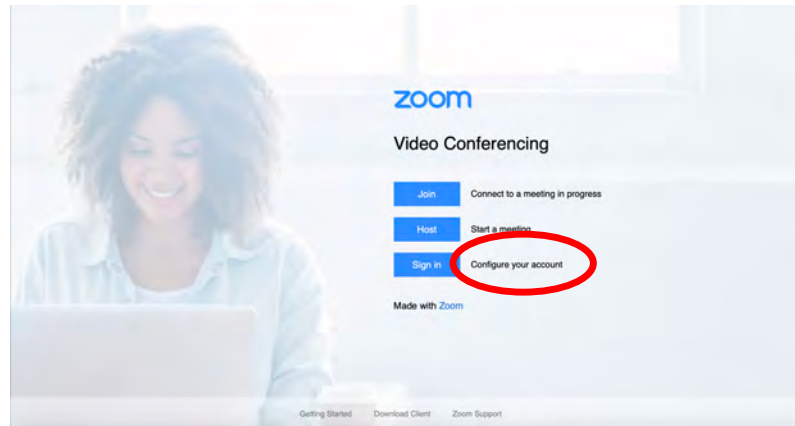 zoom
Video Conferencing
Join Connect to a meeting in progress
Host Start a meeting
Sign in Configure your account
Made with Zoom
Getting Started Download Client Zoom Support